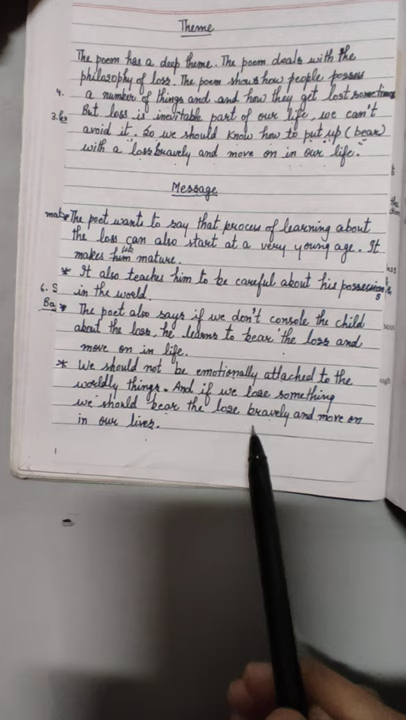 Theme
The poem has a deep theme. The poem deals with the
philosophy of loss. The poem shows how people posses
4. a number of things and and how they get lost sometimes
But loss is inevitable part of our life, we can't
avoid it. So we should know how to put up (bear)
with a loss bravely and move on in our life.
Message
The poet want to say that process of learning about
the loss can also start at a very young age. It
makes him mature.
* It also teaches him to be careful about his possession's
in the world.
* The poet also says if we don't console the child
about the loss, he learns to bear the loss and
move on in life.
* We should not be emotionally attached to the
worldly things. And if we lose something
we should bear the lose bravely and move on
in our lives.